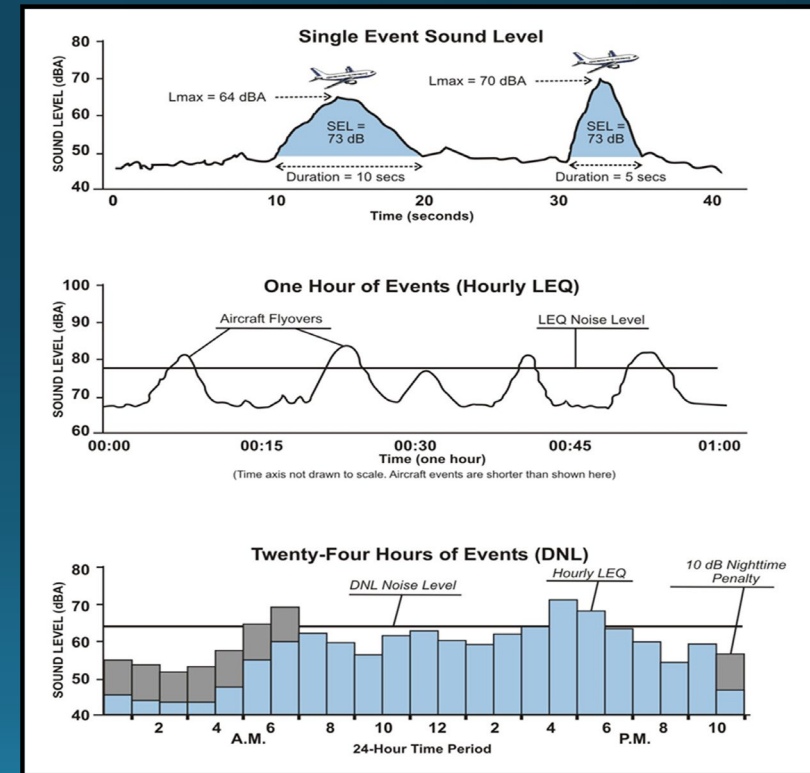 Single Event Sound Level
SOUND LEVEL (dBA)
80
70
60
50
40
Lmax = 64 dBA
Lmax = 70 dBA
SEL =
73 dB
SEL =
73 dB
Duration = 10 secs
Duration = 5 secs
0 10 20 30 40
Time (seconds)
One Hour of Events (Hourly LEQ)
SOUND LEVEL (dBA)
100
90
80
70
60
Aircraft Flyovers
LEQ Noise Level
00:00 00:15 00:30 00:45 01:00
Time (one hour)
(Time axis not drawn to scale. Aircraft events are shorter than shown here)
Twenty-Four Hours of Events (DNL)
SOUND LEVEL (dBA)
80
70
60
50
40
DNL Noise Level
Hourly LEQ
10 dB Nighttime
Penalty
2 4 6 8 10 12 2 4 6 8 10
A.M. P.M.
24-Hour Time Period